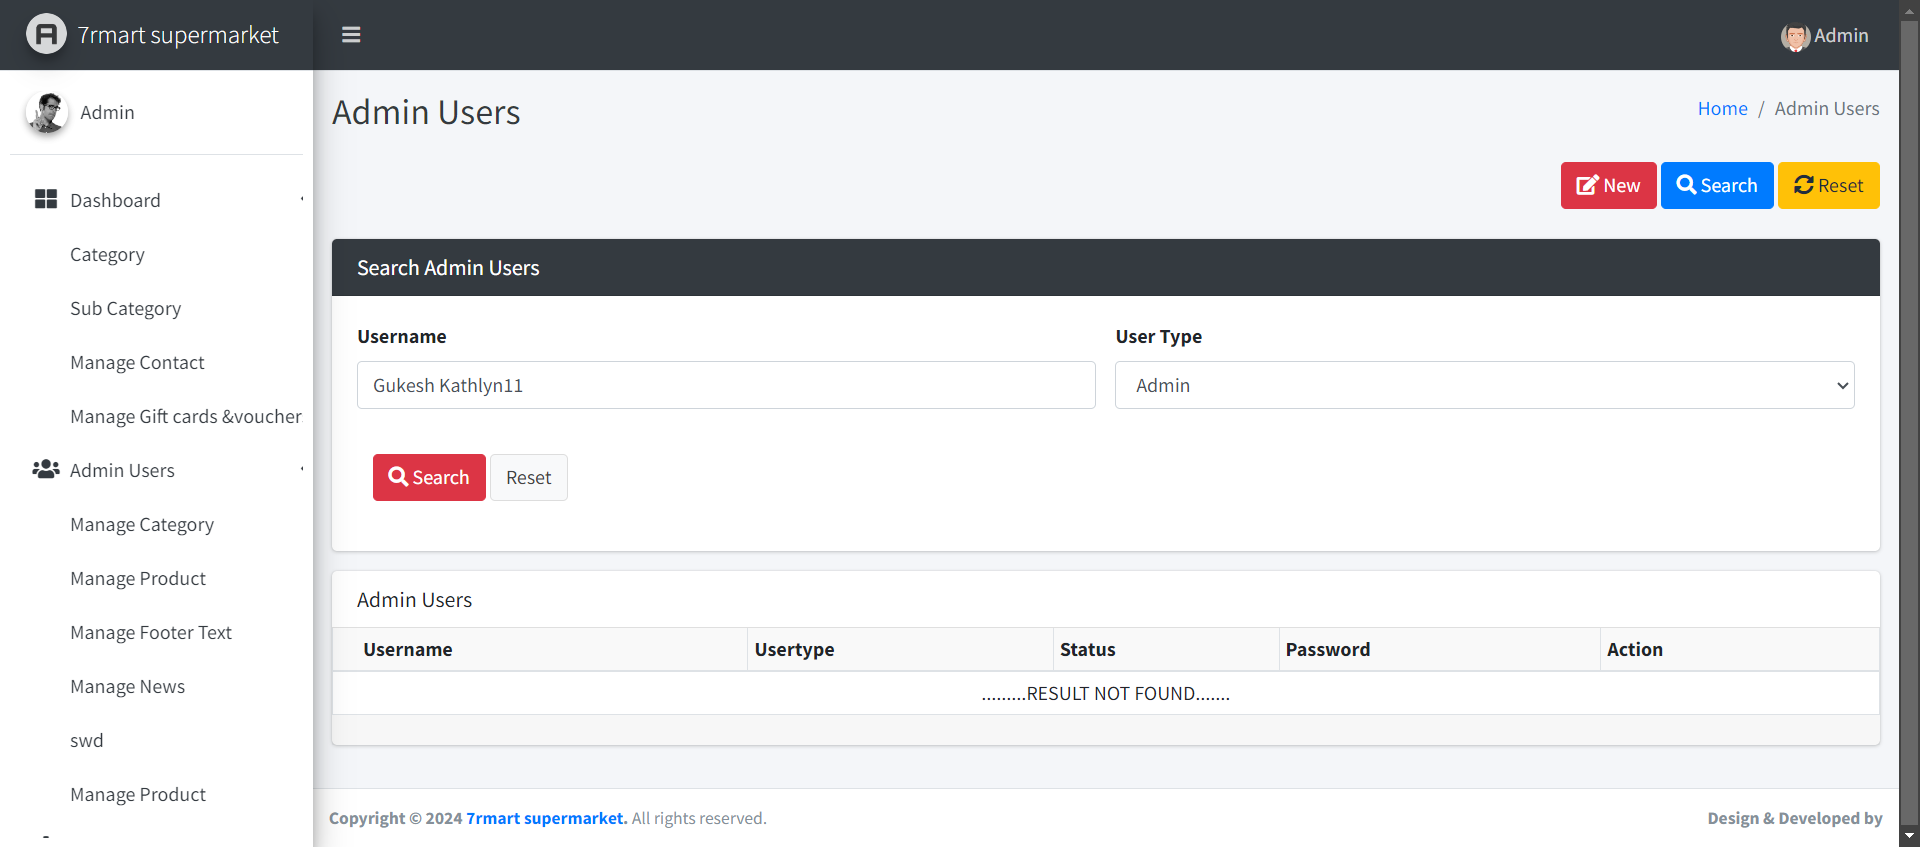 7rmart supermarket
Admin
Admin
Admin Users
Home / Admin Users
Dashboard
Category
Sub Category
Manage Contact
Manage Gift cards &voucher
Admin Users
Manage Category
Manage Product
Manage Footer Text
Manage News
swd
Manage Product
New
Search
Reset
Search Admin Users
Username
User Type
Gukesh Kathlyn11
Admin
Search
Reset
Admin Users
Username Usertype Status Password Action
.........RESULT NOT FOUND.......
Copyright © 2024 7rmart supermarket. All rights reserved.
Design & Developed by